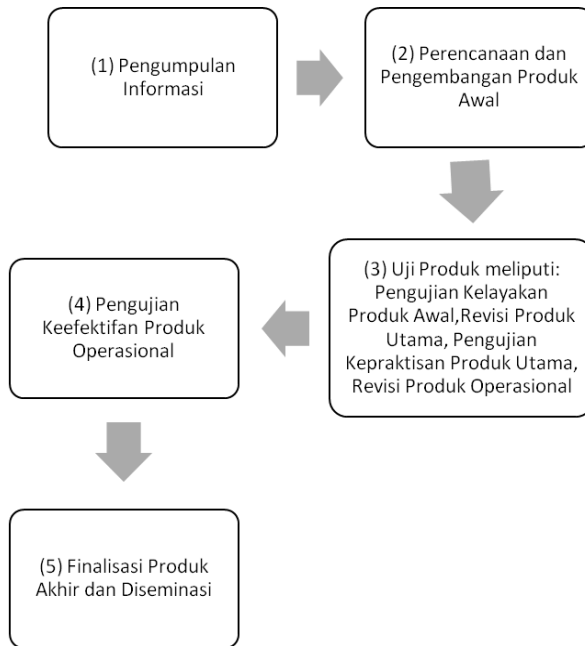 (1) Pengumpulan
Informasi
(2) Perencanaan dan
Pengembangan Produk
Awal
(3) Uji Produk meliputi:
Pengujian Kelayakan
Produk Awal,Revisi Produk
Utama, Pengujian
Kepraktisan Produk Utama,
Revisi Produk Operasional
(4) Pengujian
Keefektifan Produk
Operasional
(5) Finalisasi Produk
Akhir dan Diseminasi